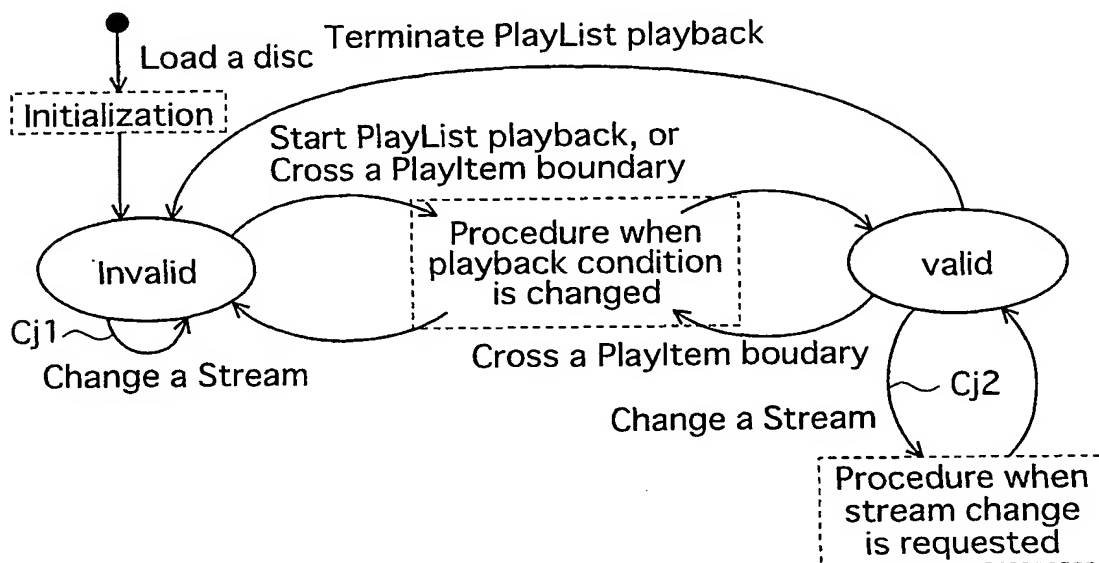 Terminate PlayList playback
Load a disc
Initialization
Start PlayList playback, or
Cross a PlayItem boundary
Procedure when
playback condition
is changed
Invalid
valid
Cj1
Change a Stream
Cross a PlayItem boudary
Cj2
Change a Stream
Procedure when
stream change
is requested